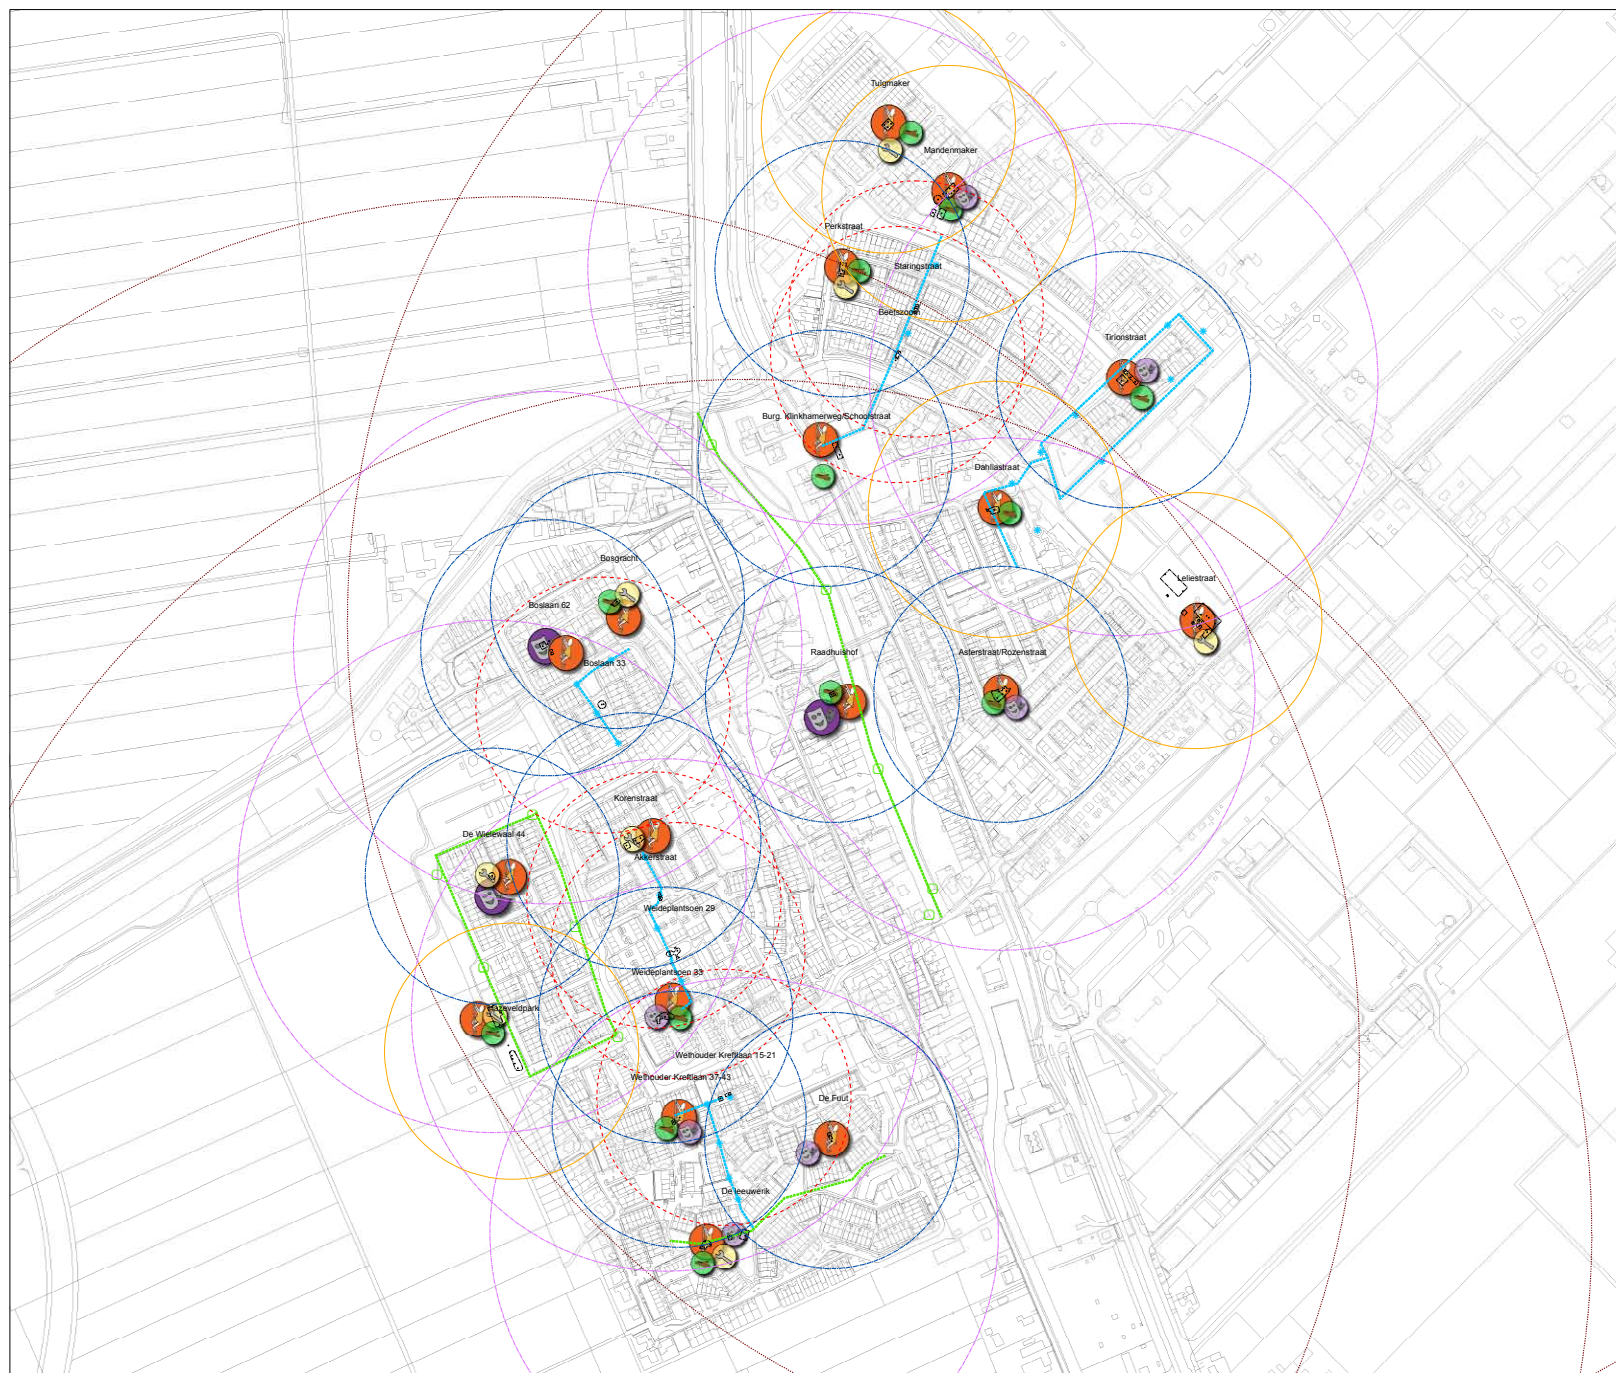 Tuigmaker
Mandenmaker
Perkstraat
Staringstraat
Beetszoom
Tirionstraat
Burg. Klinkhamerweg/Schoolstraat
Dahliastraat
Bosgracht
Leliestraat
Boslaan 62
Raadhuishof
Asterstraat/Rozenstraat
Boslaan 33
Korenstraat
De Wielewaal 44
Akkerstraat
Weideplantsoen 29
Weideplantsoen 33
Hazeveldpark
Wethouder Kreftlaan 15-21
Wethouder Kreftlaan 37-43
De Fuut
De leeuwerik